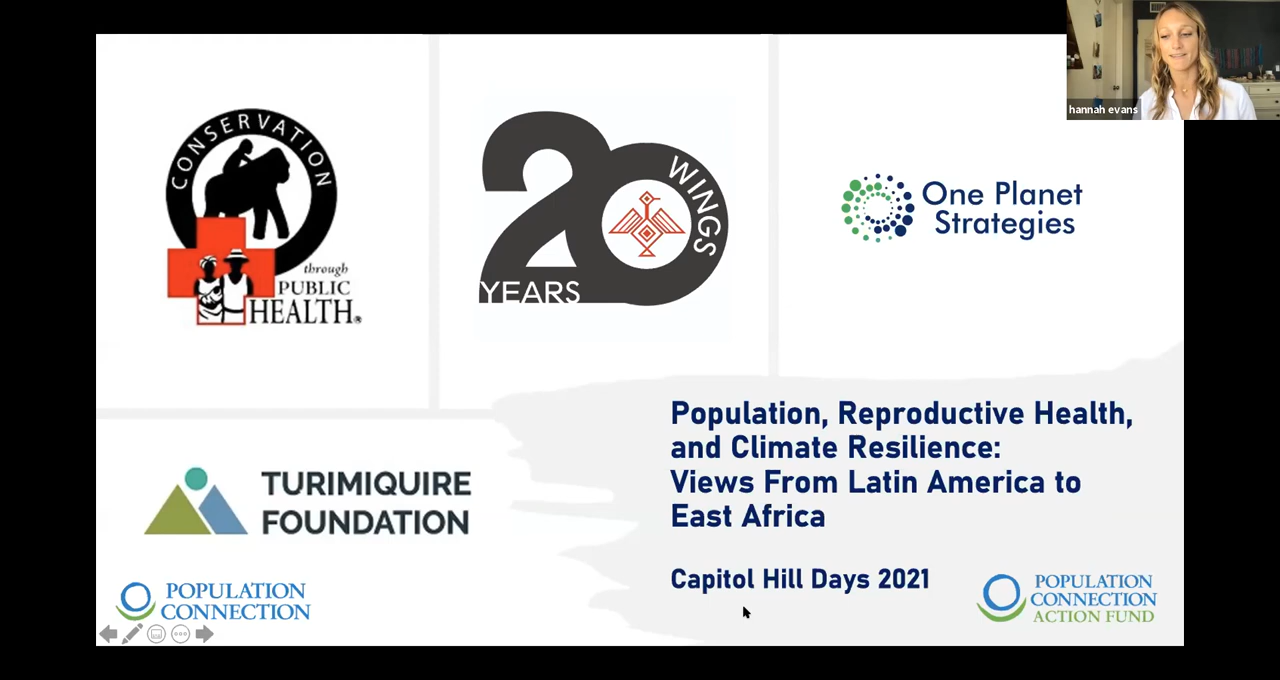 hannah evans
CONSERVATION
through
PUBLIC
HEALTH®
20
WINGS
YEARS
One Planet
Strategies
TURIMIQUIRE
FOUNDATION
Population, Reproductive Health,
and Climate Resilience:
Views From Latin America to
East Africa
Capitol Hill Days 2021
POPULATION
CONNECTION
POPULATION
CONNECTION
ACTION FUND